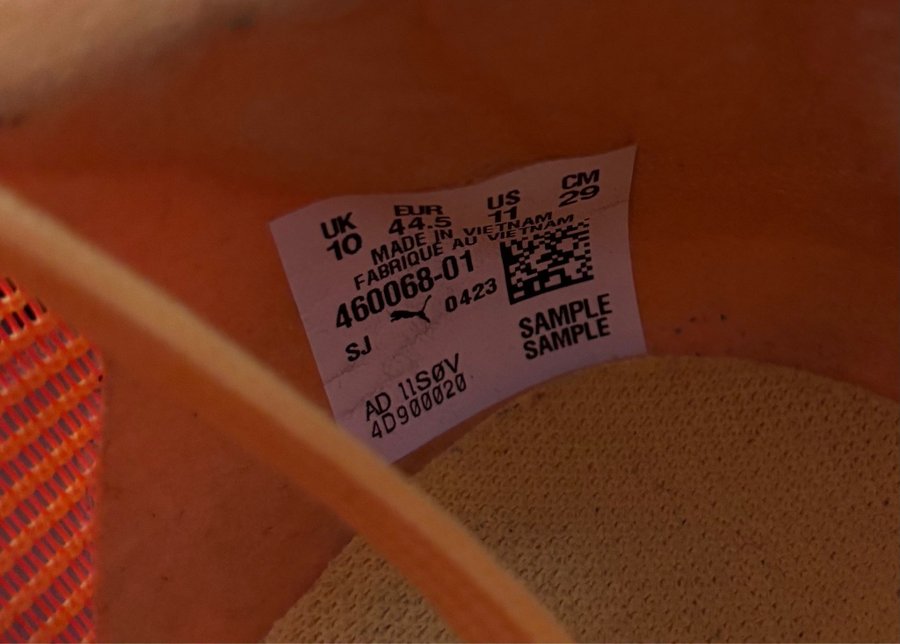 UK EUR US CM
10 44.5 11 29
MADE IN VIETNAM
FABRIQUE AU VIETNAM
460068-01
SJ 0423
SAMPLE
SAMPLE
AD 11SØV
4D900020